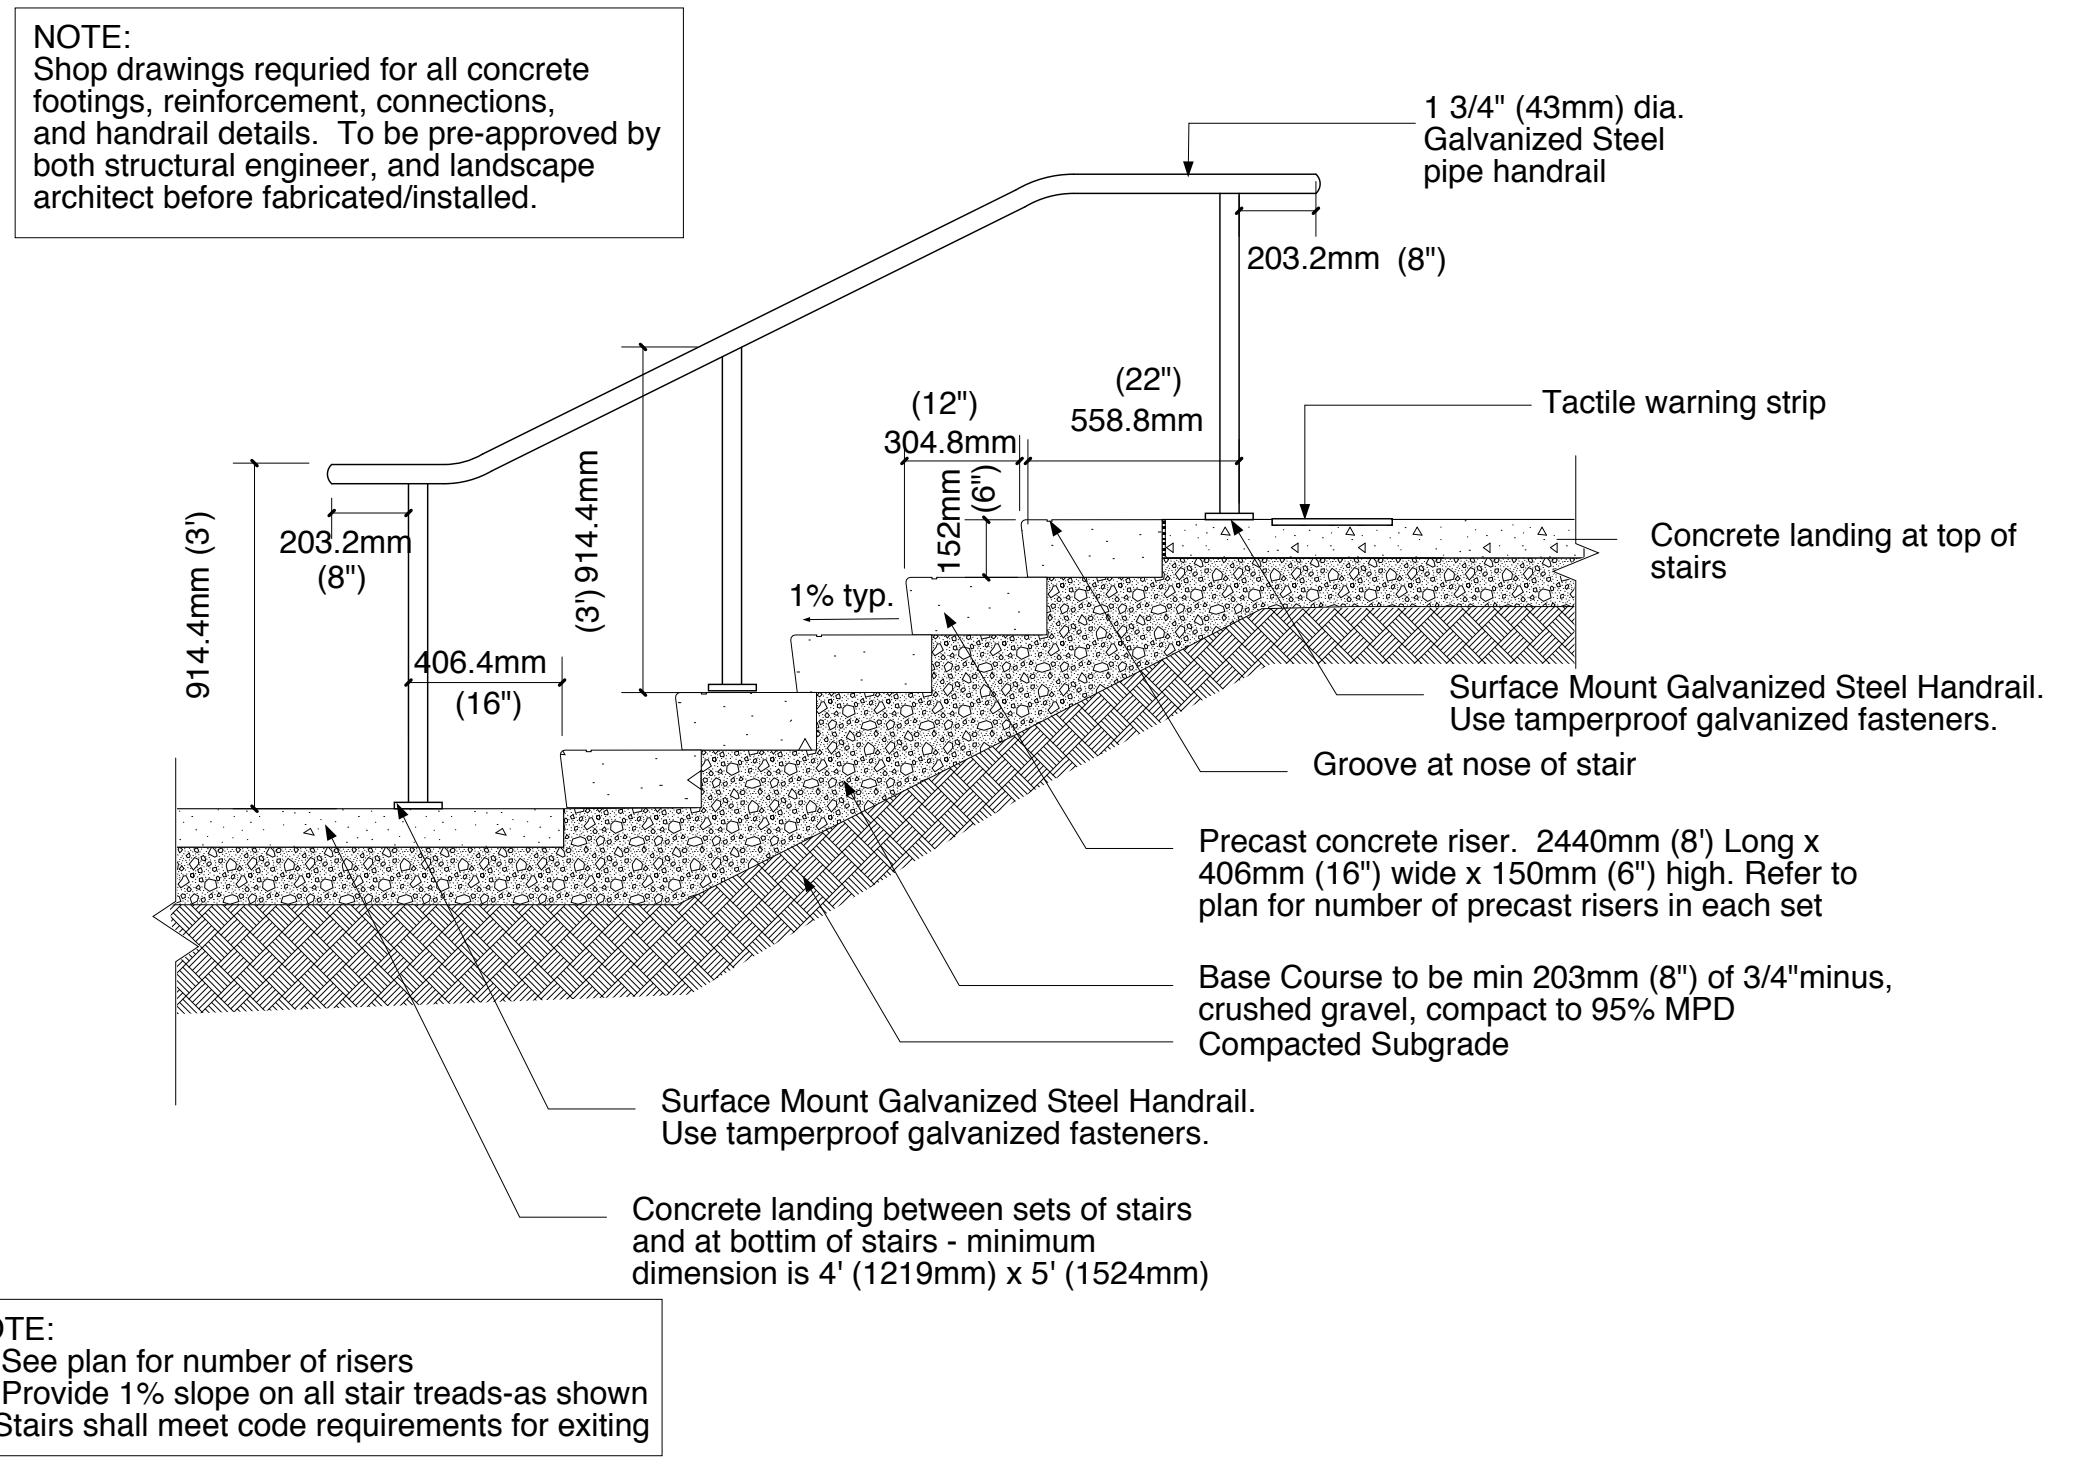 NOTE:
Shop drawings requried for all concrete
footings, reinforcement, connections,
and handrail details.  To be pre-approved by
both structural engineer, and landscape
architect before fabricated/installed.
1 3/4" (43mm) dia.
Galvanized Steel
pipe handrail
203.2mm  (8")
(22")
558.8mm
(12")
304.8mm
152mm
(6")
Tactile warning strip
914.4mm (3')
203.2mm
(8")
(3') 914.4mm
406.4mm
(16")
1% typ.
Concrete landing at top of
stairs
Surface Mount Galvanized Steel Handrail.
Use tamperproof galvanized fasteners.
Groove at nose of stair
Precast concrete riser.  2440mm (8') Long x
406mm (16") wide x 150mm (6") high. Refer to
plan for number of precast risers in each set
Base Course to be min 203mm (8") of 3/4"minus,
crushed gravel, compact to 95% MPD
Compacted Subgrade
Surface Mount Galvanized Steel Handrail.
Use tamperproof galvanized fasteners.
Concrete landing between sets of stairs
and at bottim of stairs - minimum
dimension is 4' (1219mm) x 5' (1524mm)
OTE:
See plan for number of risers
Provide 1% slope on all stair treads-as shown
Stairs shall meet code requirements for exiting